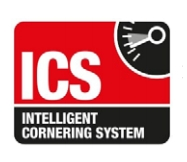 ICS
INTELLIGENT
CORNERING SYSTEM